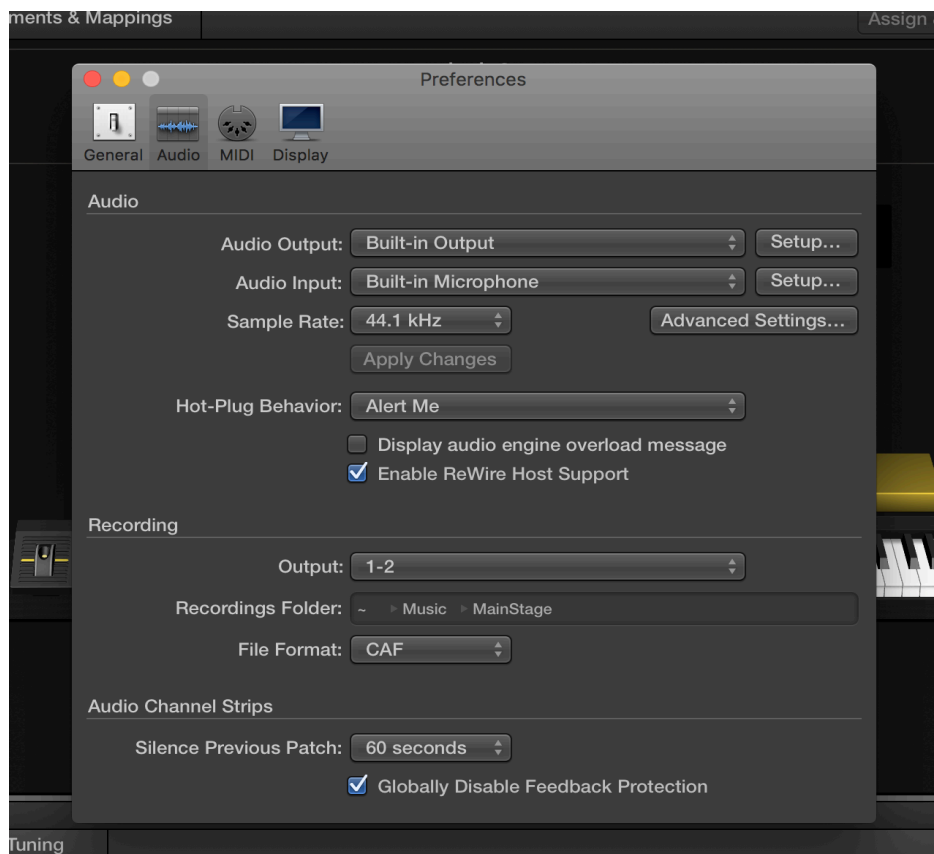 ments & Mappings
Assign
Preferences
General Audio MIDI Display
Audio
Audio Output: Built-in Output Setup...
Audio Input: Built-in Microphone Setup...
Sample Rate: 44.1 kHz Advanced Settings...
Apply Changes
Hot-Plug Behavior: Alert Me
Display audio engine overload message
Enable ReWire Host Support
Recording
Output: 1-2
Recordings Folder: ~ Music MainStage
File Format: CAF
Audio Channel Strips
Silence Previous Patch: 60 seconds
Globally Disable Feedback Protection
Tuning